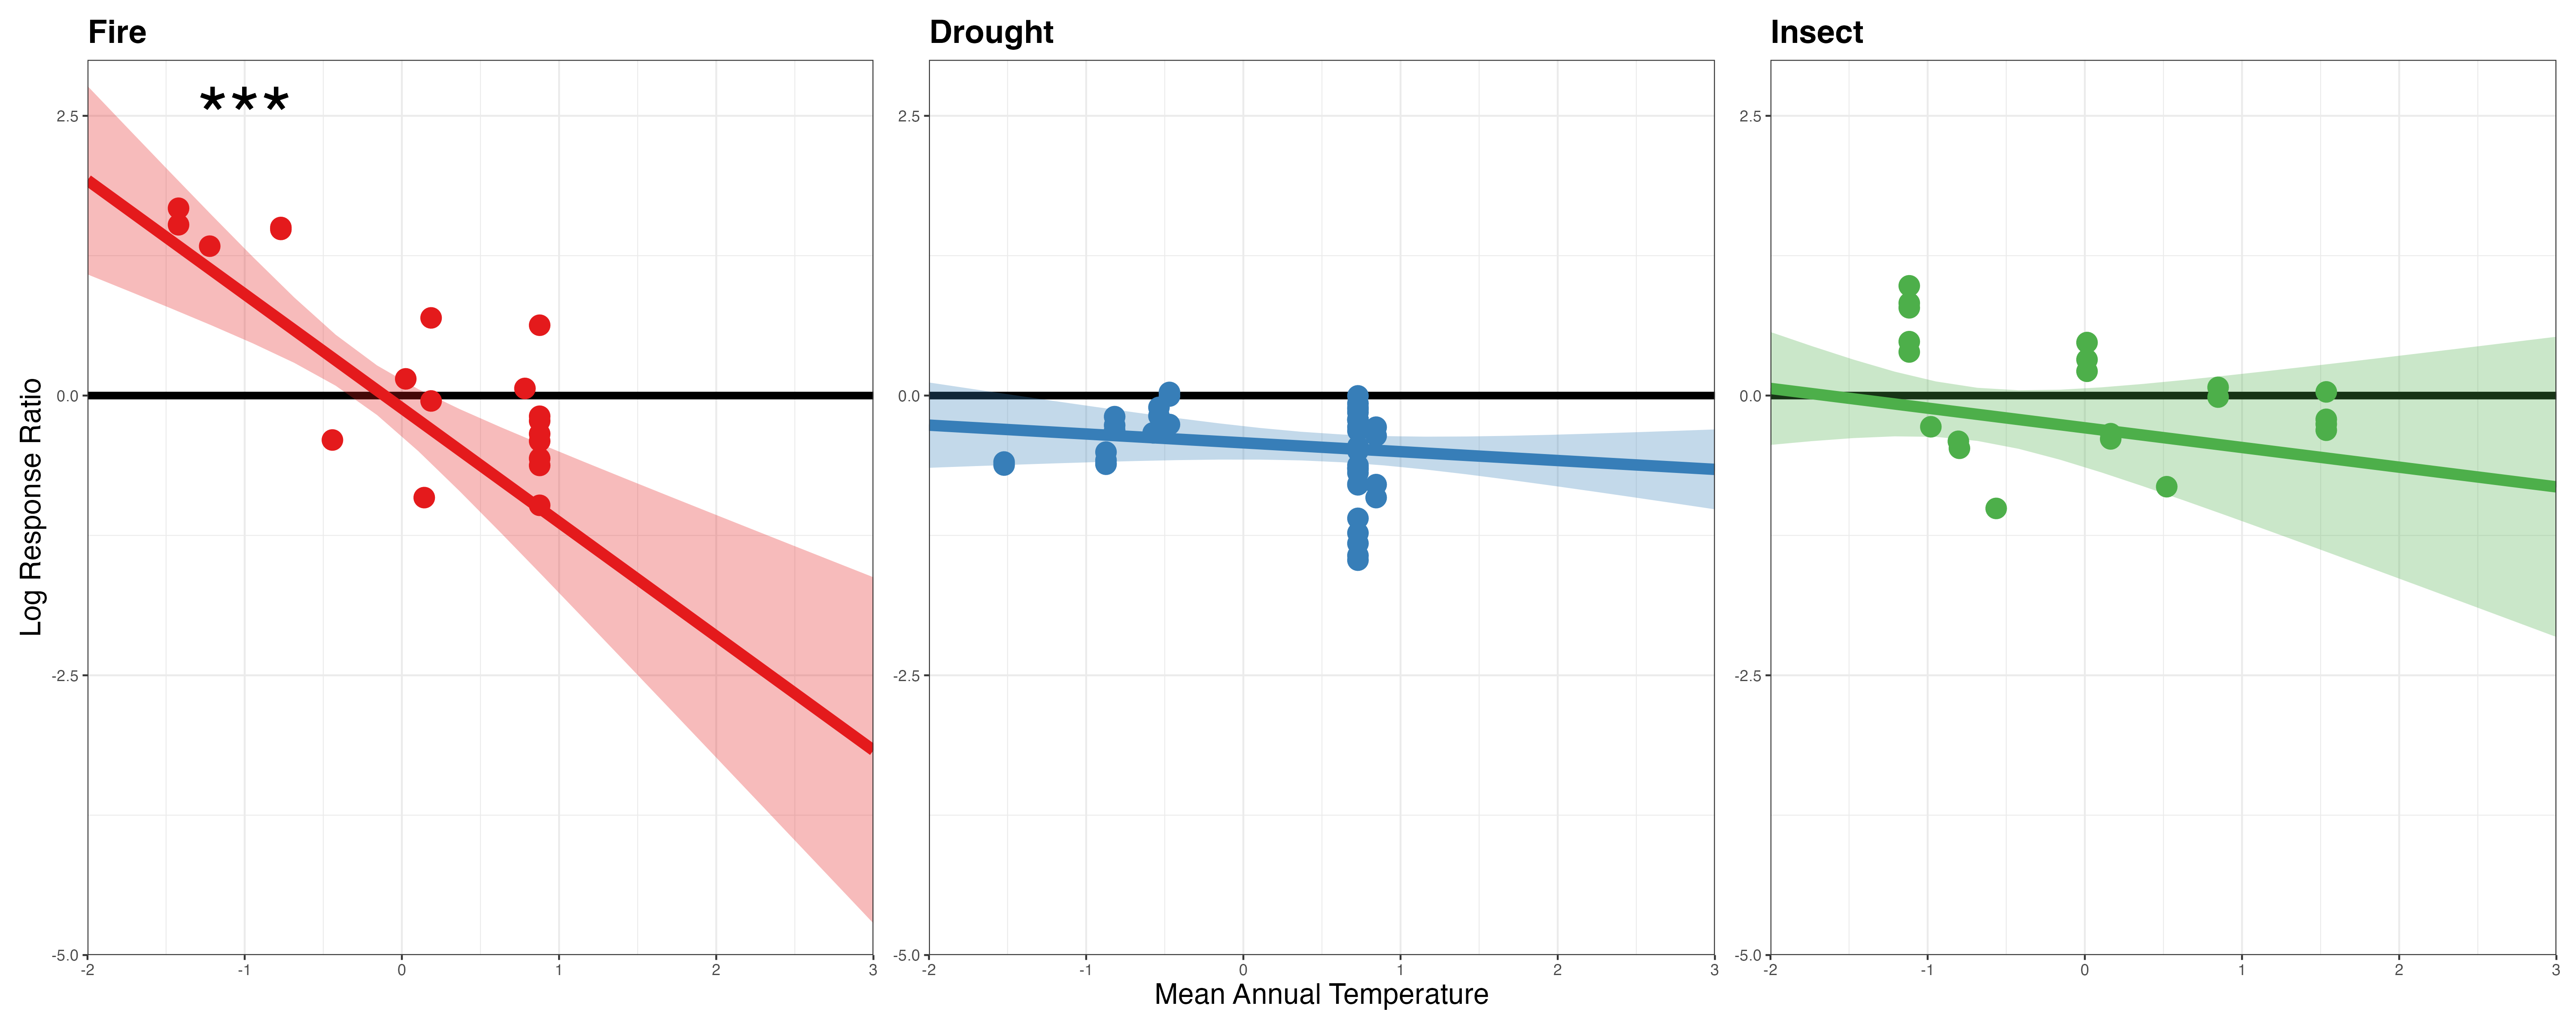 Fire Drought Insect
***
2.5 2.5 2.5
0.0 0.0 0.0
Log Response Ratio
-2.5 -2.5 -2.5
-5.0 -5.0 -5.0
-2 -1 0 1 2 3 -2 -1 0 1 2 3 -2 -1 0 1 2 3
Mean Annual Temperature